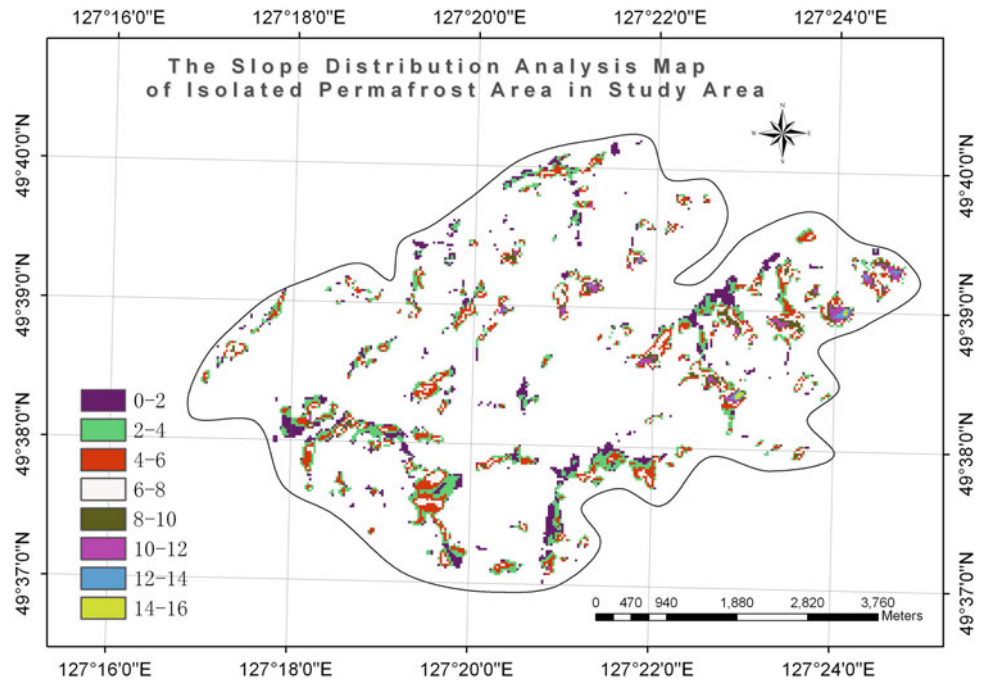 127°16'0"E 127°18'0"E 127°20'0"E 127°22'0"E 127°24'0"E
The Slope Distribution Analysis Map
of Isolated Permafrost Area in Study Area
N
W E
S
49°40'0"N 49°40'0"N
49°39'0"N 49°39'0"N
49°38'0"N 49°38'0"N
49°37'0"N 49°37'0"N
0-2
2-4
4-6
6-8
8-10
10-12
12-14
14-16
0 470 940 1,880 2,820 3,760
Meters
127°16'0"E 127°18'0"E 127°20'0"E 127°22'0"E 127°24'0"E